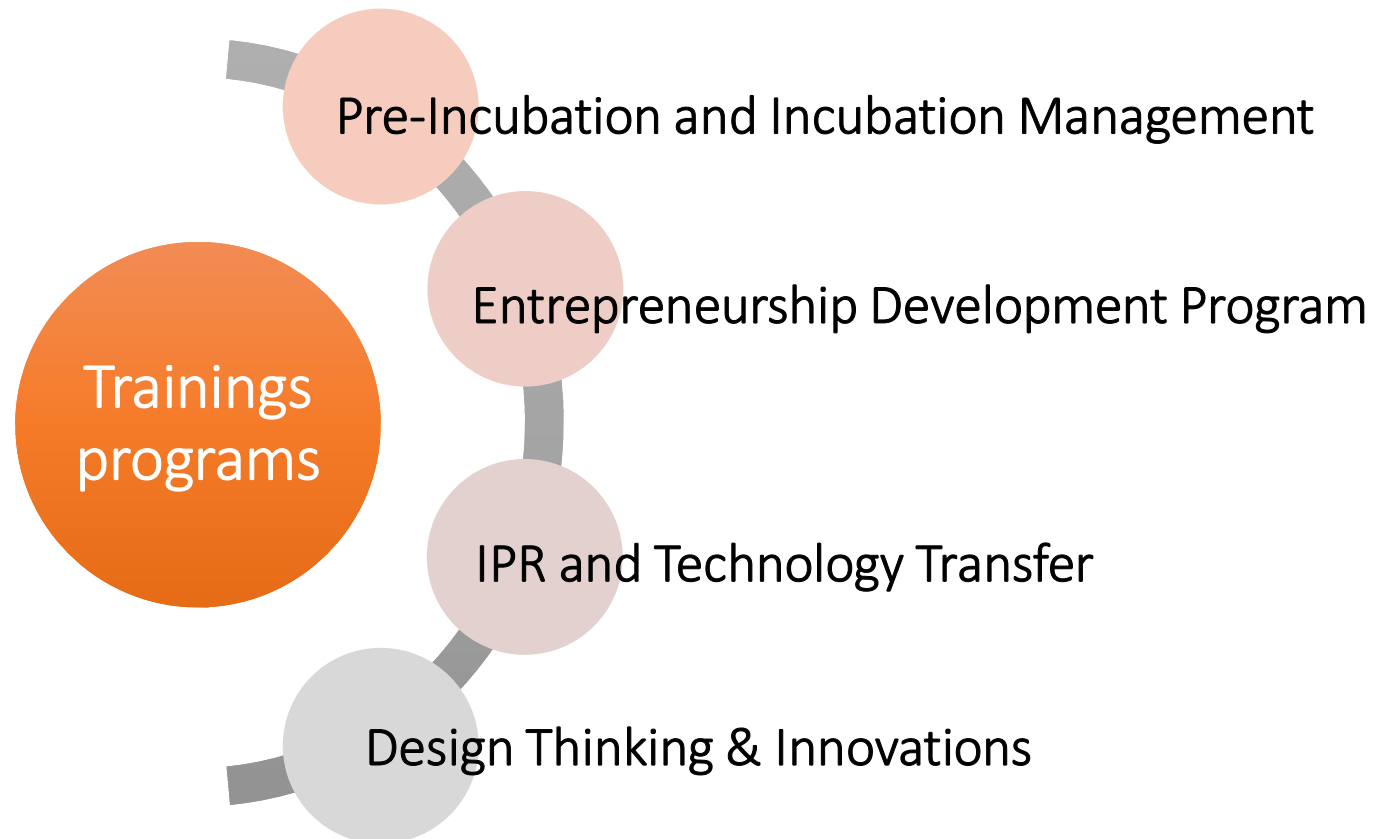 Pre-Incubation and Incubation Management
Entrepreneurship Development Program
Trainings
programs
IPR and Technology Transfer
Design Thinking & Innovations